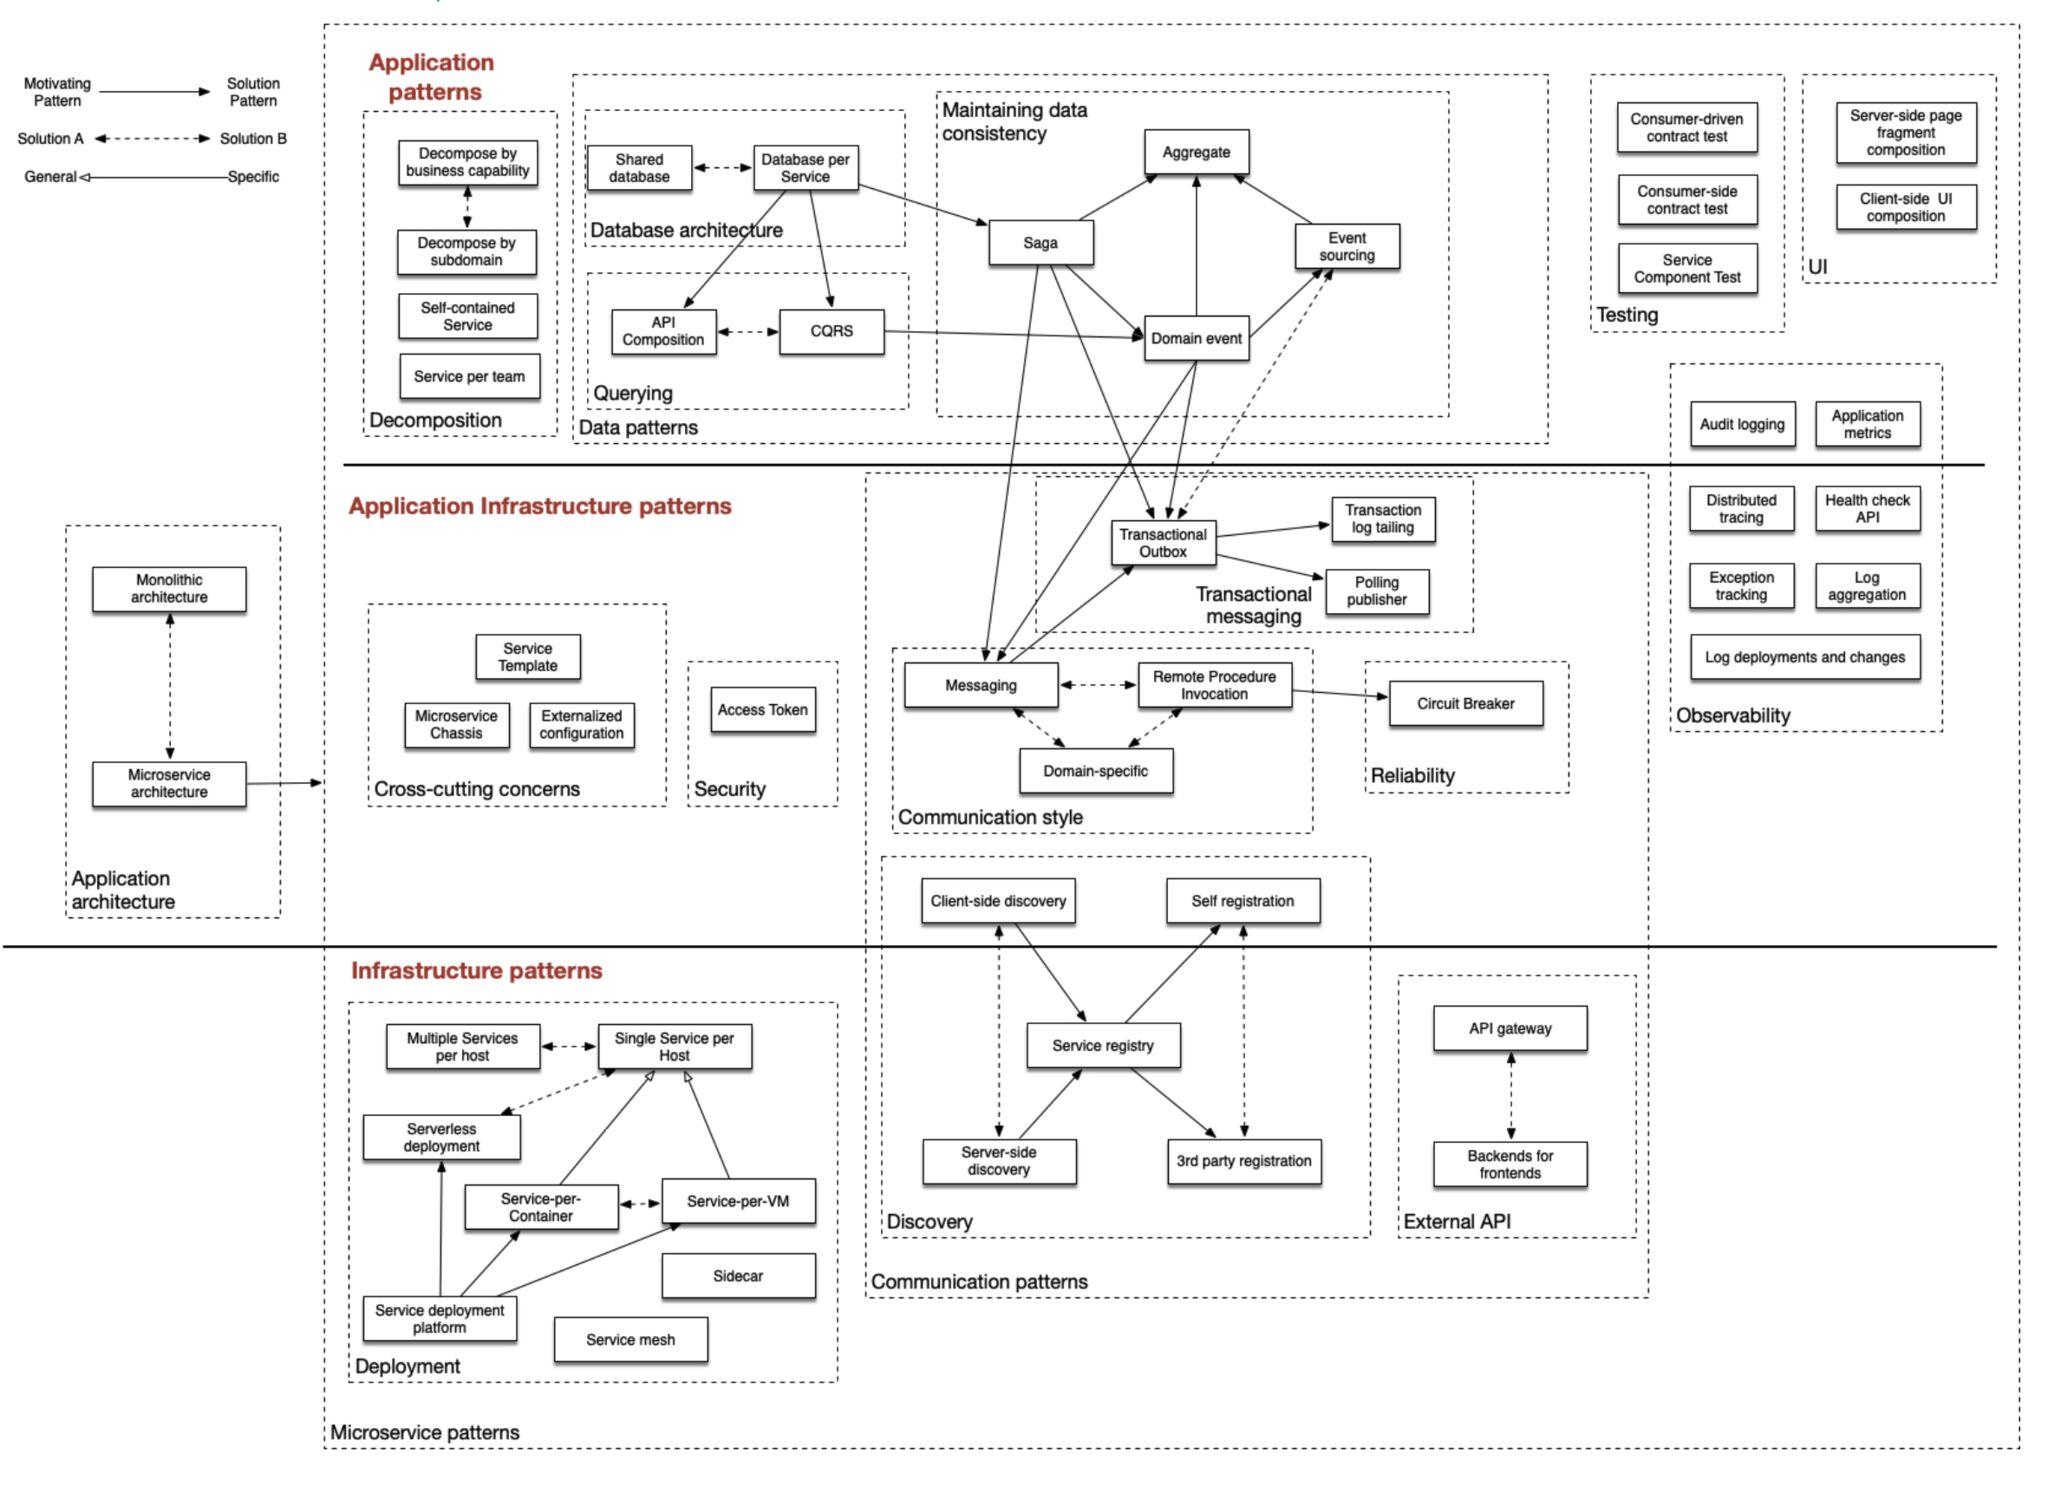 Motivating
Pattern
Solution
Pattern
Solution A
Solution B
General
Specific
Application
patterns
Decompose by
business capability
Decompose by
subdomain
Self-contained
Service
Service per team
Decomposition
Shared
database
Database per
Service
Database architecture
API
Composition
CQRS
Querying
Data patterns
Maintaining data
consistency
Aggregate
Saga
Event
sourcing
Domain event
Consumer-driven
contract test
Consumer-side
contract test
Service
Component Test
Testing
Server-side page
fragment
composition
Client-side UI
composition
UI
Audit logging
Application
metrics
Distributed
tracing
Health check
API
Exception
tracking
Log
aggregation
Log deployments and changes
Observability
Application Infrastructure patterns
Monolithic
architecture
Microservice
architecture
Application
architecture
Service
Template
Microservice
Chassis
Externalized
configuration
Cross-cutting concerns
Access Token
Security
Transactional
Outbox
Transaction
log tailing
Polling
publisher
Transactional
messaging
Messaging
Remote Procedure
Invocation
Domain-specific
Communication style
Circuit Breaker
Reliability
Client-side discovery
Self registration
Service registry
Server-side
discovery
3rd party registration
Discovery
API gateway
Backends for
frontends
External API
Communication patterns
Infrastructure patterns
Multiple Services
per host
Single Service per
Host
Serverless
deployment
Service-per-
Container
Service-per-VM
Sidecar
Service deployment
platform
Service mesh
Deployment
Microservice patterns